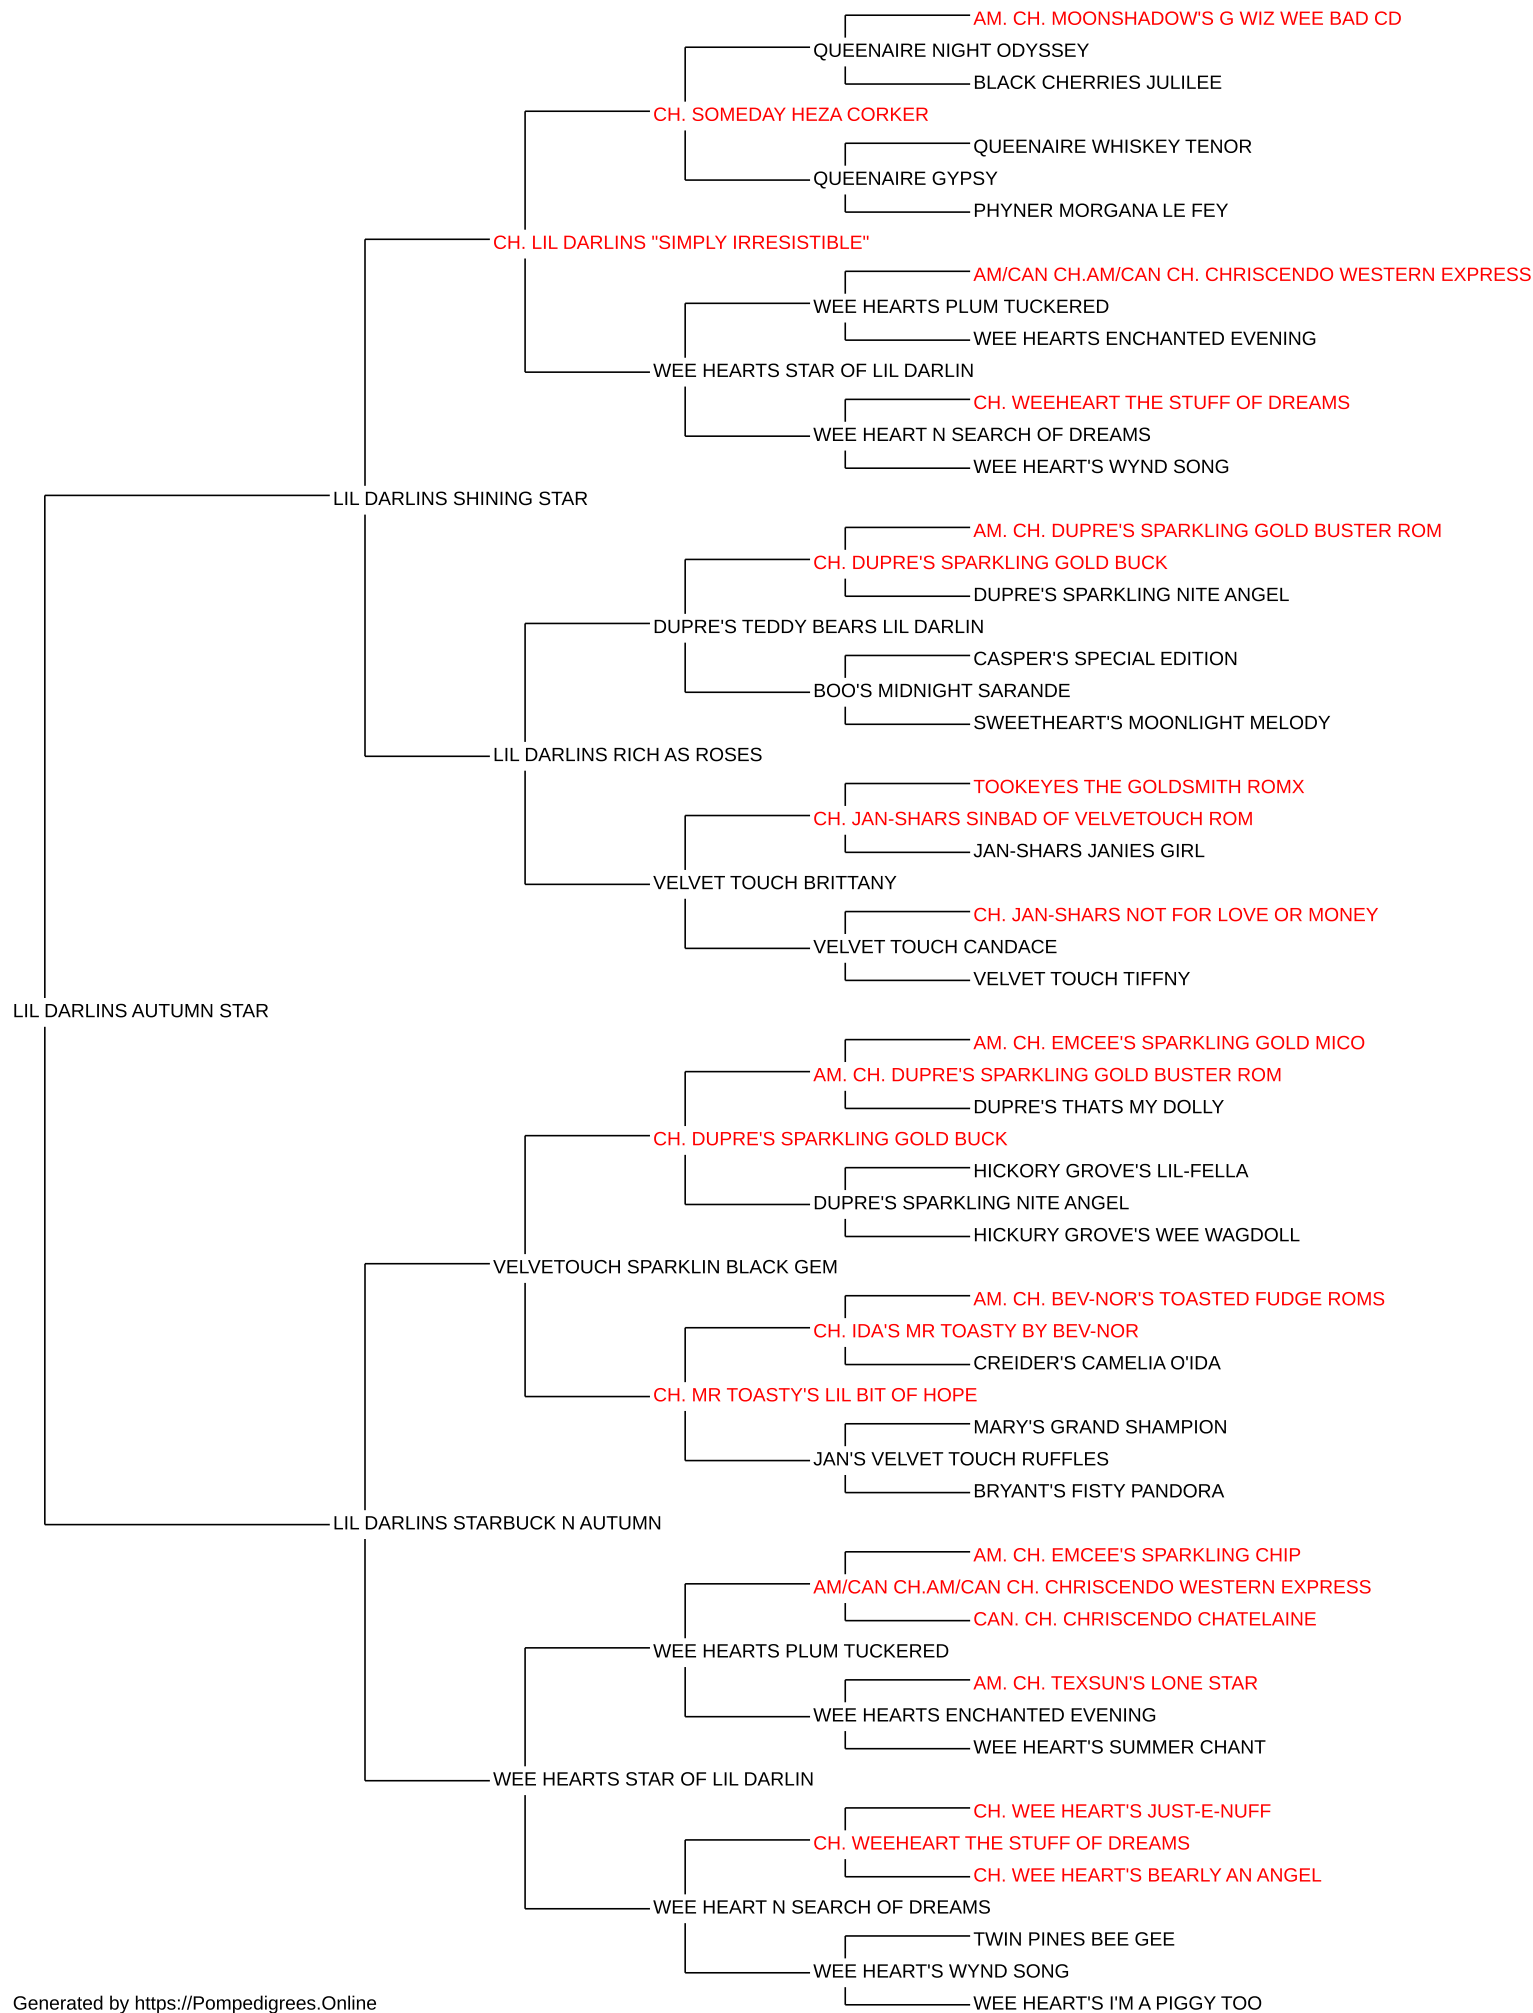 AM. CH. MOONSHADOW'S G WIZ WEE BAD CD
QUEENAIRE NIGHT ODYSSEY
BLACK CHERRIES JULILEE
CH. SOMEDAY HEZA CORKER
QUEENAIRE WHISKEY TENOR
QUEENAIRE GYPSY
PHYNER MORGANA LE FEY
CH. LIL DARLINS "SIMPLY IRRESISTIBLE"
AM/CAN CH.AM/CAN CH. CHRISCENDO WESTERN EXPRESS
WEE HEARTS PLUM TUCKERED
WEE HEARTS ENCHANTED EVENING
WEE HEARTS STAR OF LIL DARLIN
CH. WEEHEART THE STUFF OF DREAMS
WEE HEART N SEARCH OF DREAMS
WEE HEART'S WYND SONG
LIL DARLINS SHINING STAR
AM. CH. DUPRE'S SPARKLING GOLD BUSTER ROM
CH. DUPRE'S SPARKLING GOLD BUCK
DUPRE'S SPARKLING NITE ANGEL
DUPRE'S TEDDY BEARS LIL DARLIN
CASPER'S SPECIAL EDITION
BOO'S MIDNIGHT SARANDE
SWEETHEART'S MOONLIGHT MELODY
LIL DARLINS RICH AS ROSES
TOOKEYES THE GOLDSMITH ROMX
CH. JAN-SHARS SINBAD OF VELVETOUCH ROM
JAN-SHARS JANIES GIRL
VELVET TOUCH BRITTANY
CH. JAN-SHARS NOT FOR LOVE OR MONEY
VELVET TOUCH CANDACE
VELVET TOUCH TIFFNY
LIL DARLINS AUTUMN STAR
AM. CH. EMCEE'S SPARKLING GOLD MICO
AM. CH. DUPRE'S SPARKLING GOLD BUSTER ROM
DUPRE'S THATS MY DOLLY
CH. DUPRE'S SPARKLING GOLD BUCK
HICKORY GROVE'S LIL-FELLA
DUPRE'S SPARKLING NITE ANGEL
HICKURY GROVE'S WEE WAGDOLL
VELVETOUCH SPARKLIN BLACK GEM
AM. CH. BEV-NOR'S TOASTED FUDGE ROMS
CH. IDA'S MR TOASTY BY BEV-NOR
CREIDER'S CAMELIA O'IDA
CH. MR TOASTY'S LIL BIT OF HOPE
MARY'S GRAND SHAMPION
JAN'S VELVET TOUCH RUFFLES
BRYANT'S FISTY PANDORA
LIL DARLINS STARBUCK N AUTUMN
AM. CH. EMCEE'S SPARKLING CHIP
AM/CAN CH.AM/CAN CH. CHRISCENDO WESTERN EXPRESS
CAN. CH. CHRISCENDO CHATELAINE
WEE HEARTS PLUM TUCKERED
AM. CH. TEXSUN'S LONE STAR
WEE HEARTS ENCHANTED EVENING
WEE HEART'S SUMMER CHANT
WEE HEARTS STAR OF LIL DARLIN
CH. WEE HEART'S JUST-E-NUFF
CH. WEEHEART THE STUFF OF DREAMS
CH. WEE HEART'S BEARLY AN ANGEL
WEE HEART N SEARCH OF DREAMS
TWIN PINES BEE GEE
WEE HEART'S WYND SONG
WEE HEART'S I'M A PIGGY TOO
Generated by https://Pompedigrees.Online